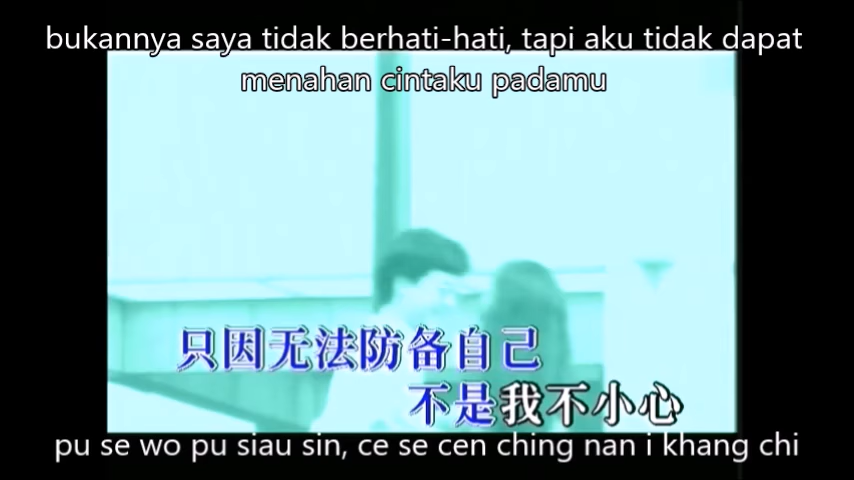 bukannya saya tidak berhati-hati, tapi aku tidak dapat
menahan cintaku padamu
只因无法防备自己
不是我不小心
pu se wo pu siau sin, ce se cen ching nan i khang chi